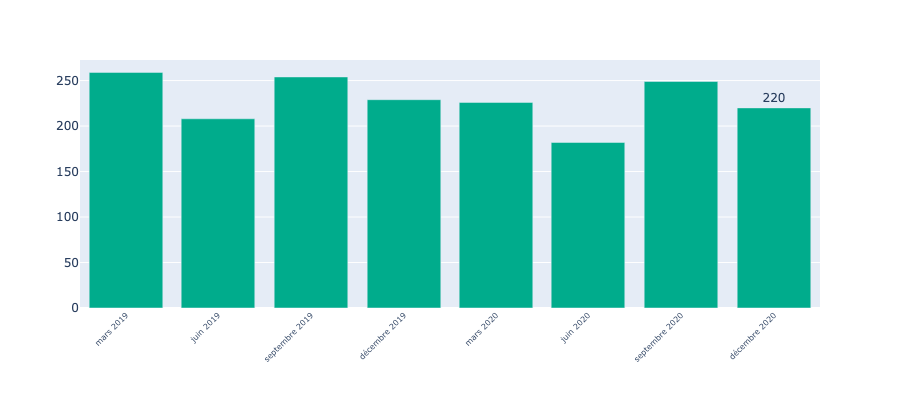 250
200
150
100
50
0
220
mars 2019
juin 2019
septembre 2019
décembre 2019
mars 2020
juin 2020
septembre 2020
décembre 2020